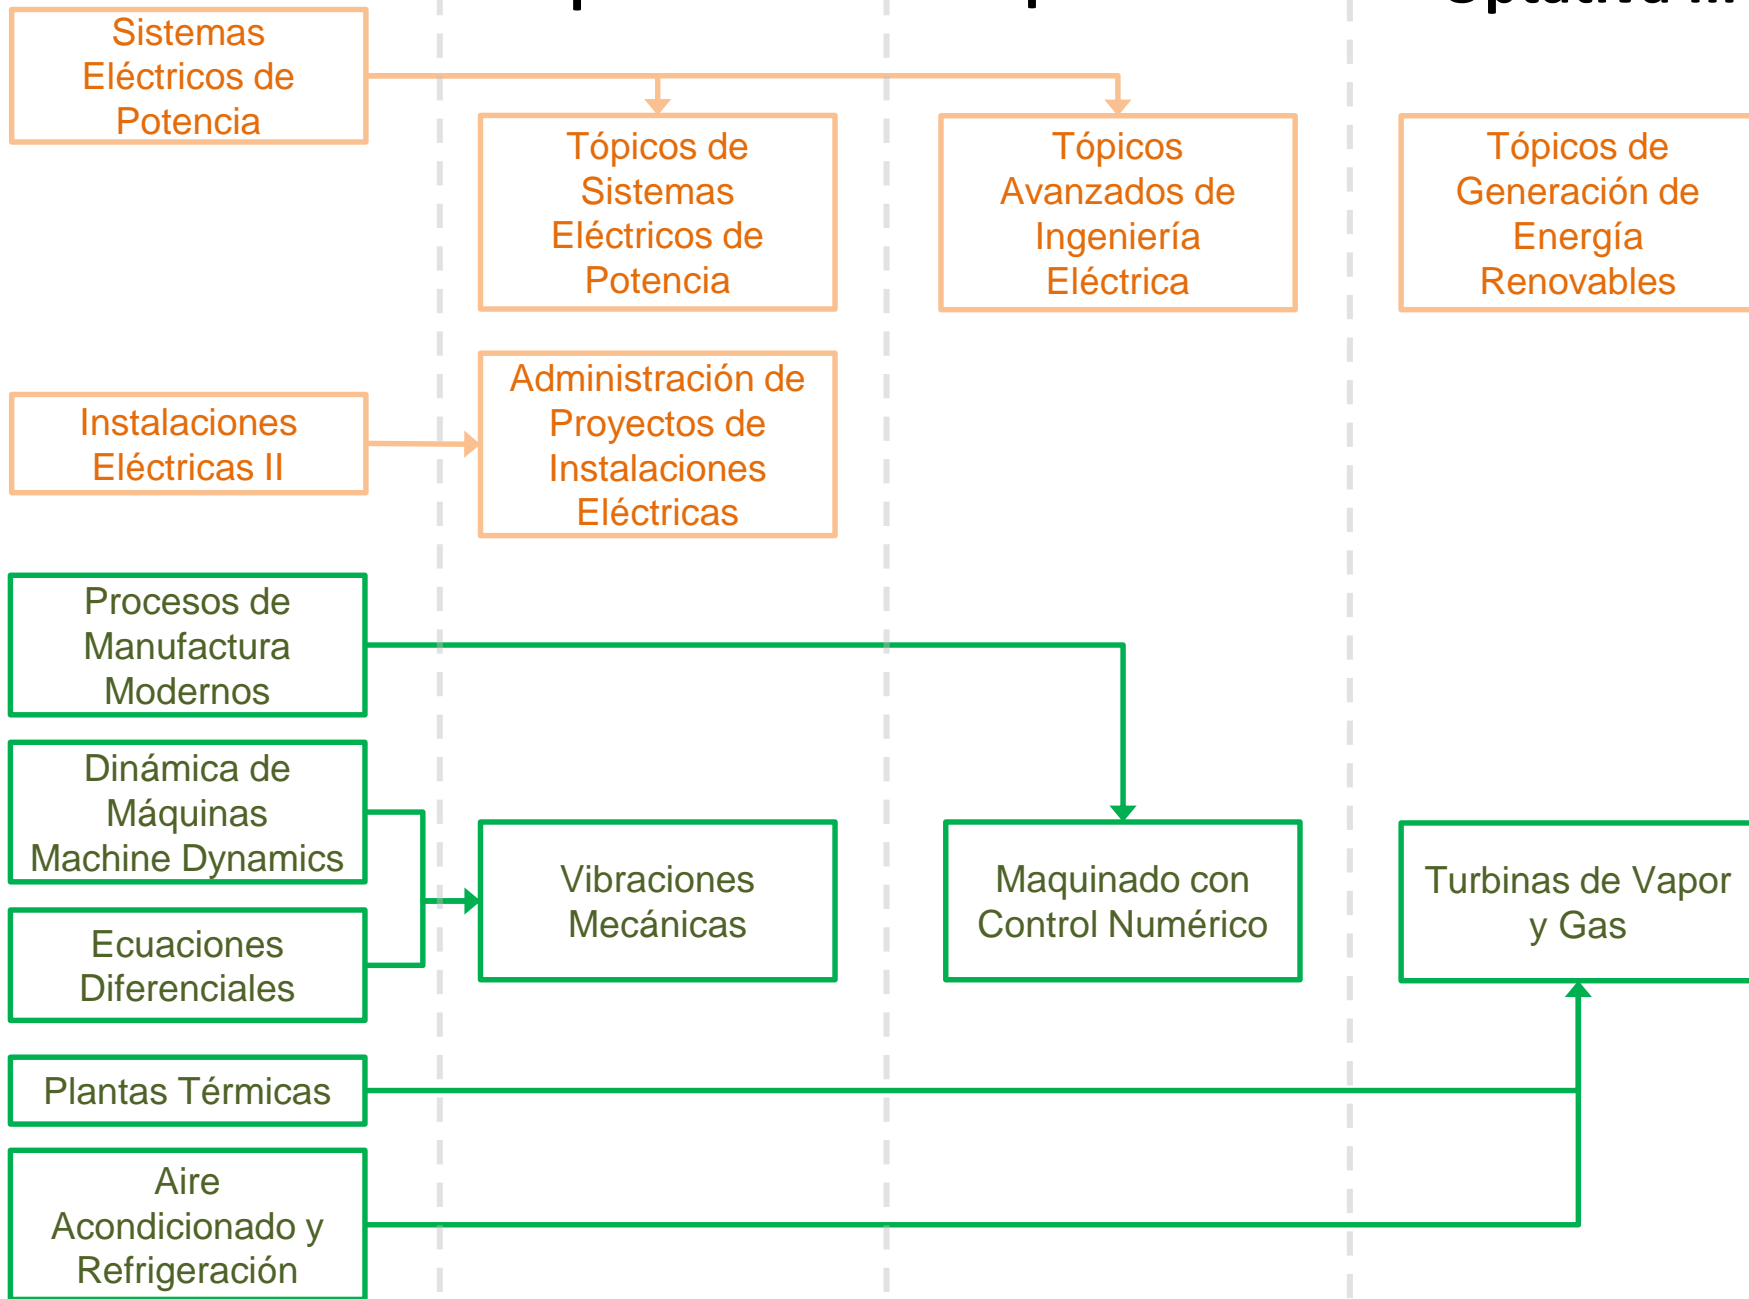 Optativa III
Sistemas
Eléctricos de
Potencia
Tópicos de
Sistemas
Eléctricos de
Potencia
Tópicos
Avanzados de
Ingeniería
Eléctrica
Tópicos de
Generación de
Energía
Renovables
Instalaciones
Eléctricas II
Administración de
Proyectos de
Instalaciones
Eléctricas
Procesos de
Manufactura
Modernos
Dinámica de
Máquinas
Machine Dynamics
Ecuaciones
Diferenciales
Vibraciones
Mecánicas
Maquinado con
Control Numérico
Turbinas de Vapor
y Gas
Plantas Térmicas
Aire
Acondicionado y
Refrigeración